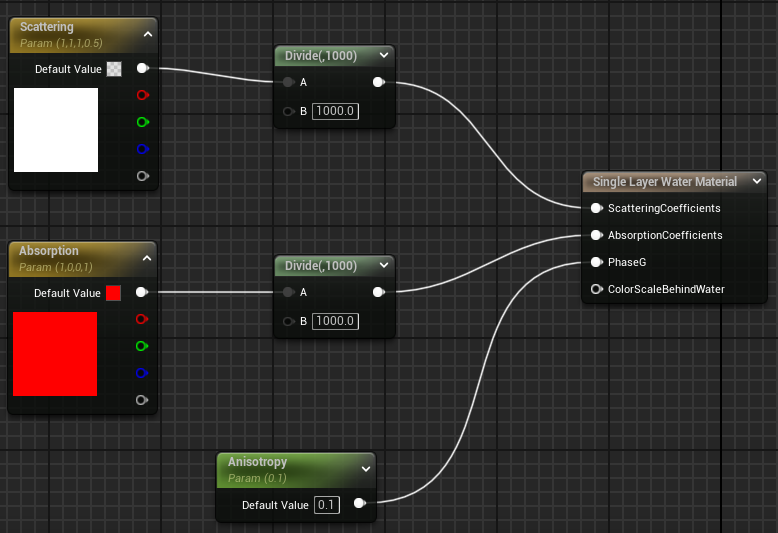 Scattering
Param (1,1,1,0.5)
Default Value
Divide(,1000)
A
B 1000.0
Single Layer Water Material
ScatteringCoefficients
AbsorptionCoefficients
PhaseG
ColorScaleBehindWater
Absorption
Param (1,0,0,1)
Default Value
Divide(,1000)
A
B 1000.0
Anisotropy
Param (0.1)
Default Value 0.1